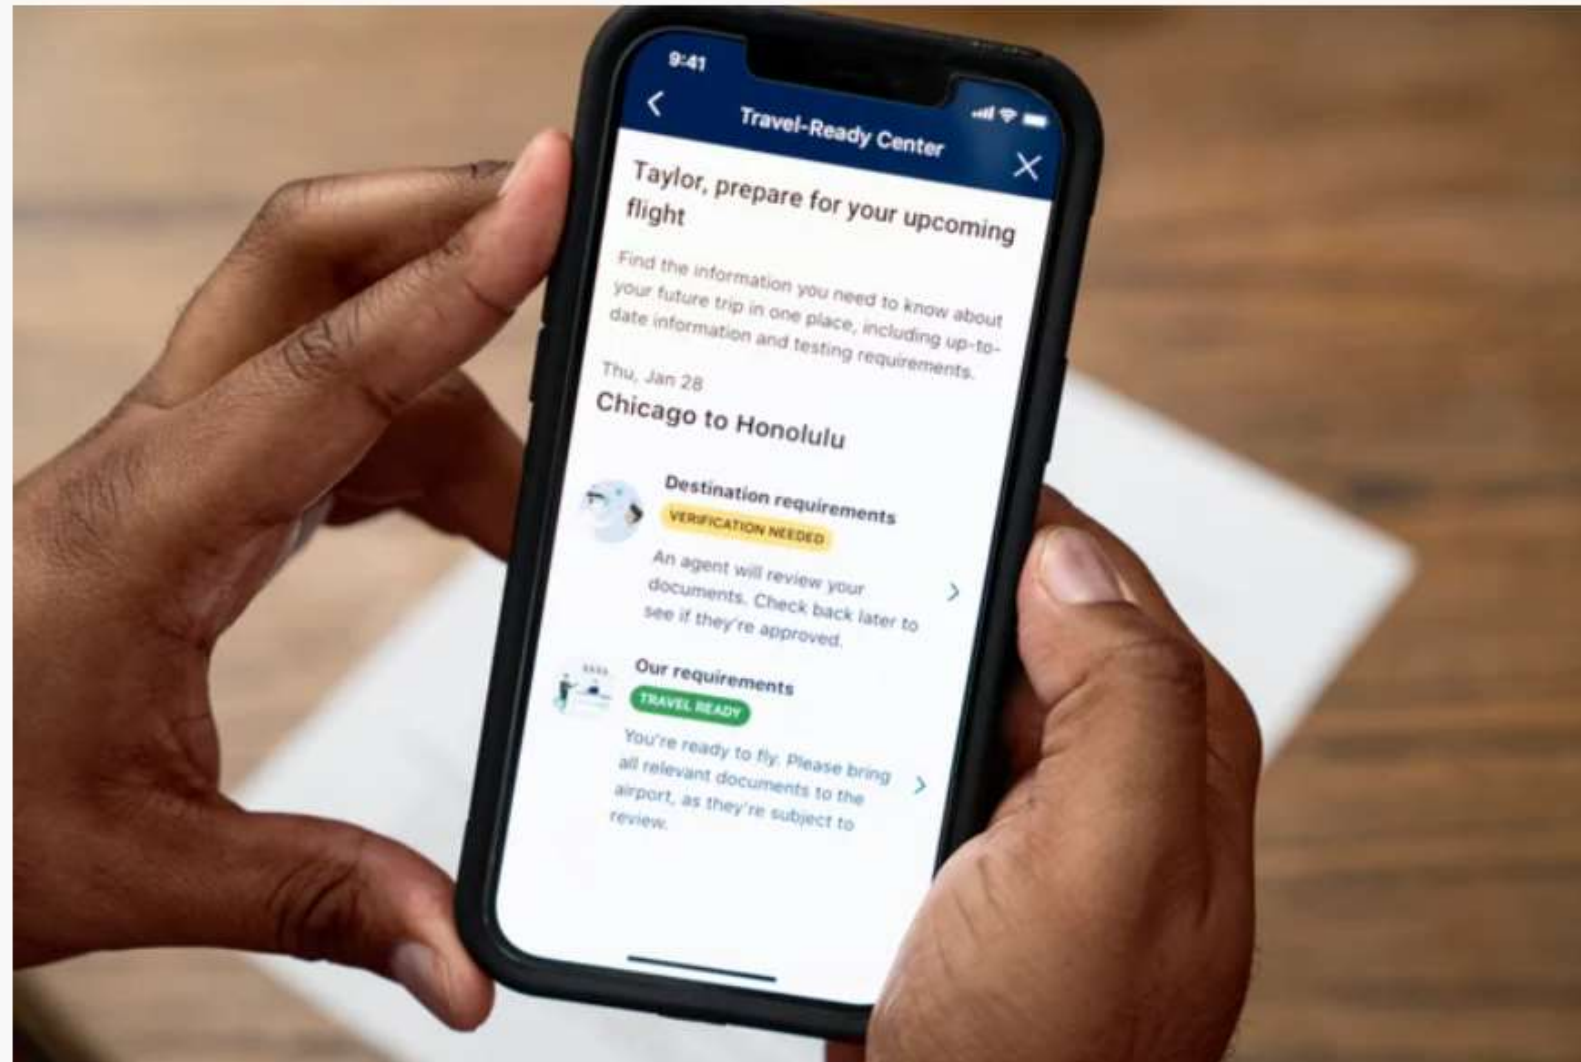 9:41
Travel-Ready Center
Taylor, prepare for your upcoming
flight
Find the information you need to know about
your future trip in one place, including up-to-
date information and testing requirements.
Thu, Jan 28
Chicago to Honolulu
Destination requirements
VERIFICATION NEEDED
An agent will review your
documents. Check back later to
see if they're approved.
Our requirements
TRAVEL READY
You're ready to fly. Please bring
all relevant documents to the
airport, as they're subject to
review.